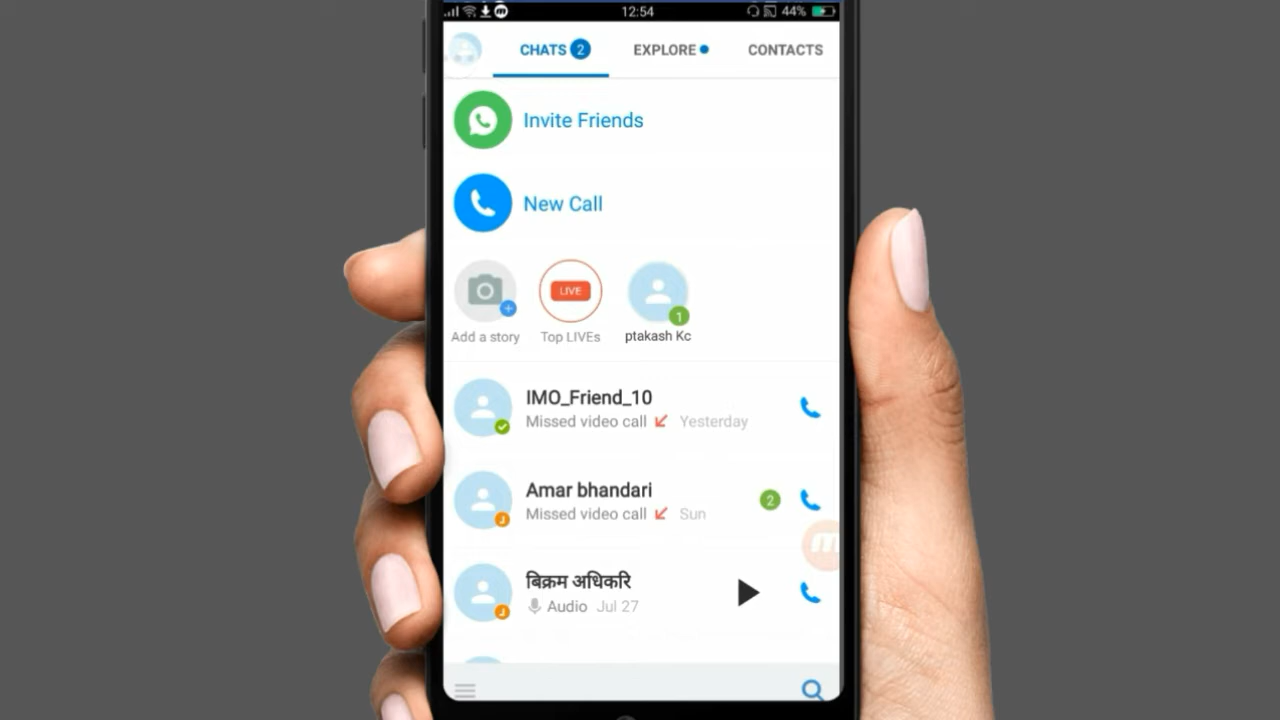 12:54
44%
CHATS 2
EXPLORE
CONTACTS
Invite Friends
New Call
LIVE
1
Add a story
Top LIVEs
ptakash Kc
IMO_Friend_10
Missed video call Yesterday
Amar bhandari
2
Missed video call Sun
J
बिक्रम अधिकरि
Audio Jul 27
J